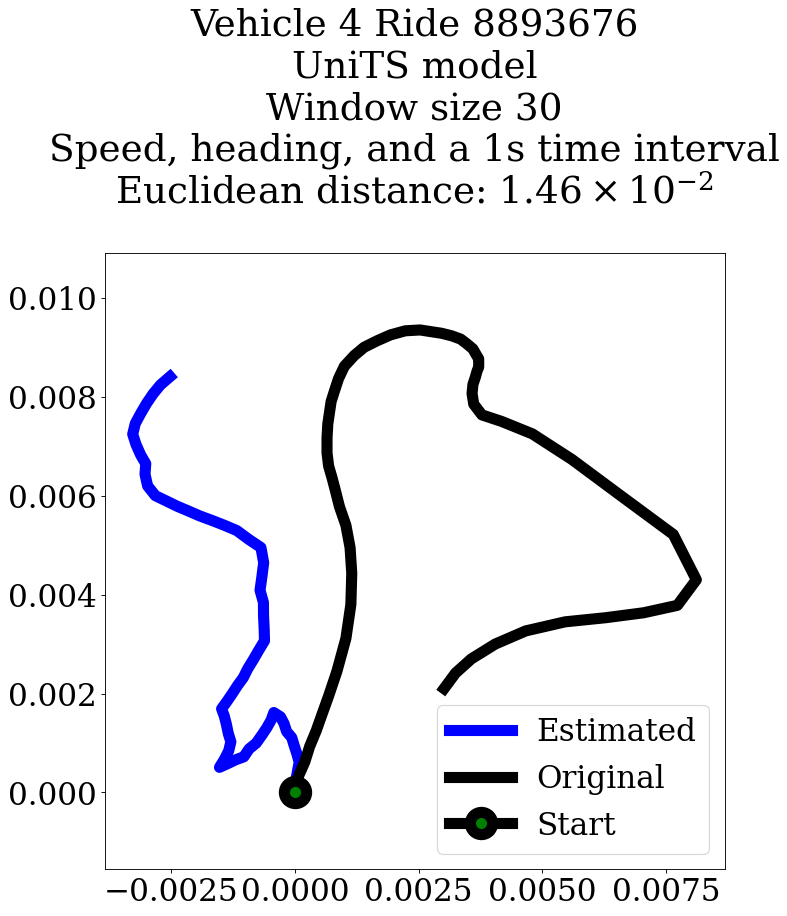 Vehicle 4 Ride 8893676
UniTS model
Window size 30
Speed, heading, and a 1s time interval
Euclidean distance: 1.46 × 10⁻²
0.010
0.008
0.006
0.004
0.002
0.000
Estimated
Original
Start
−0.0025 0.0000 0.0025 0.0050 0.0075